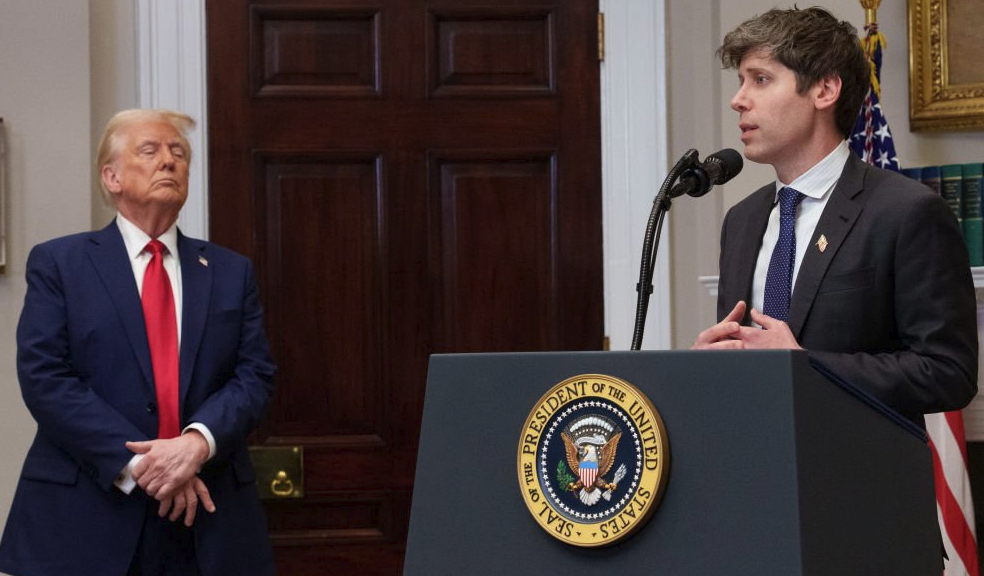 SEAL OF THE PRESIDENT OF THE UNITED STATES